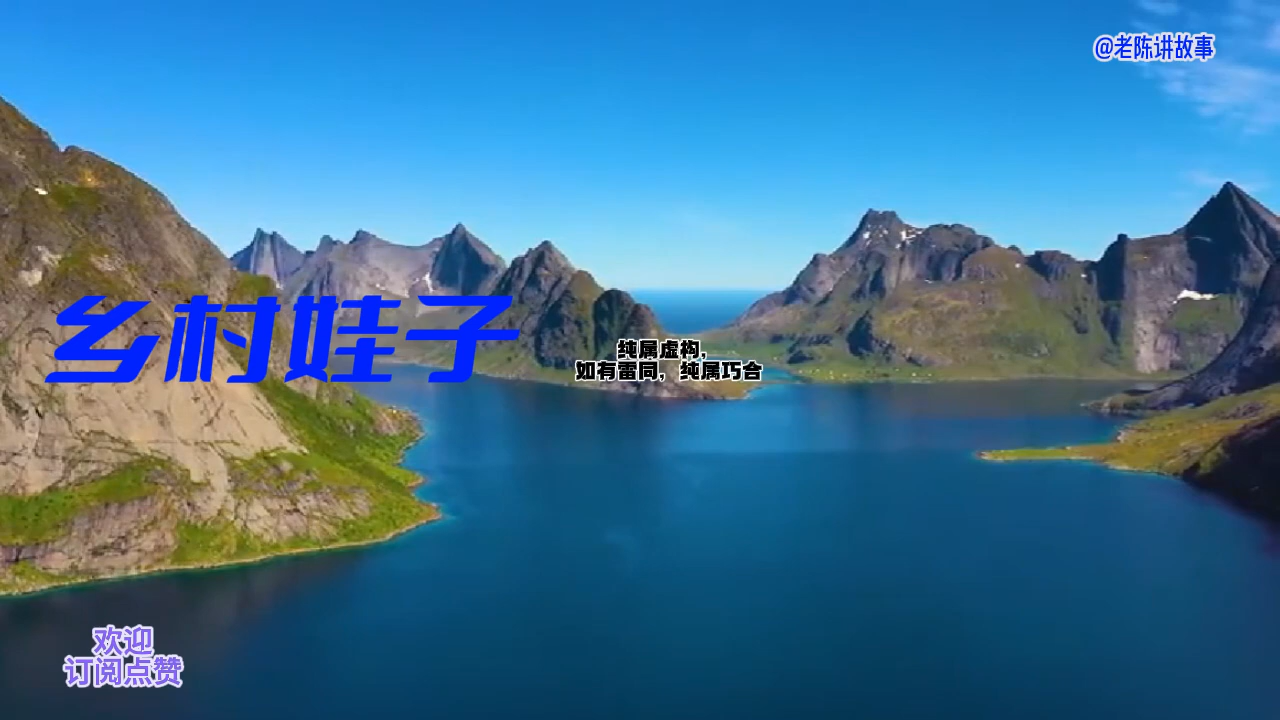 @老陈讲故事
乡村娃子
纯属虚构，
如有雷同，纯属巧合
欢迎
订阅点赞